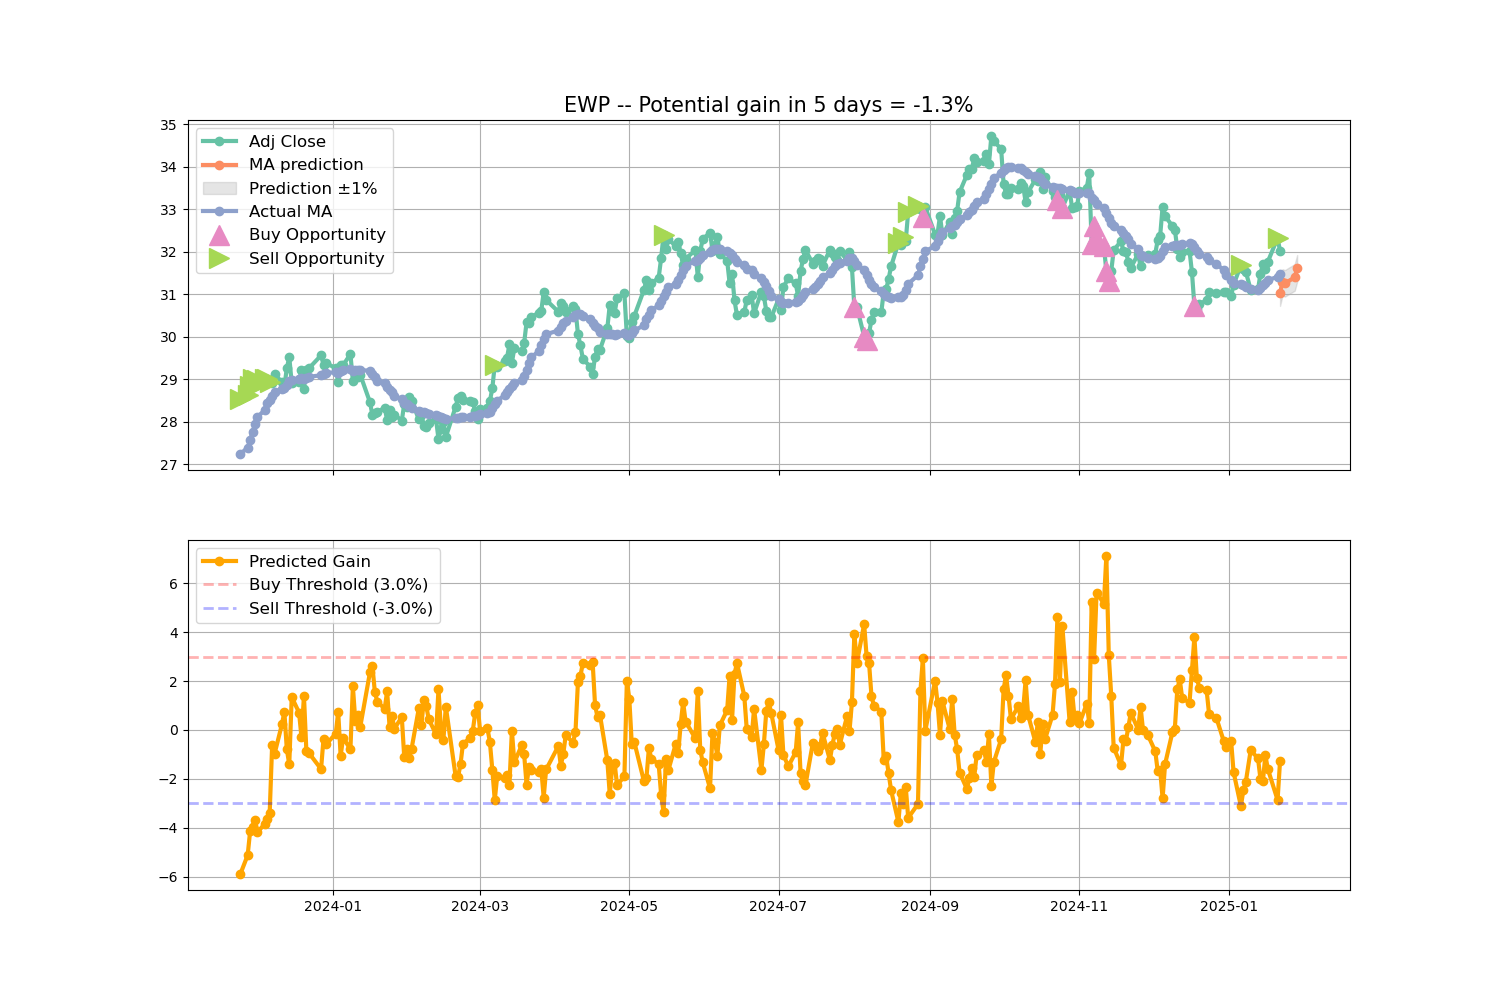 EWP -- Potential gain in 5 days = -1.3%
35
34
33
32
31
30
29
28
27
Adj Close
MA prediction
Prediction ±1%
Actual MA
Buy Opportunity
Sell Opportunity
6
4
2
0
−2
−4
−6
Predicted Gain
Buy Threshold (3.0%)
Sell Threshold (-3.0%)
2024-01
2024-03
2024-05
2024-07
2024-09
2024-11
2025-01